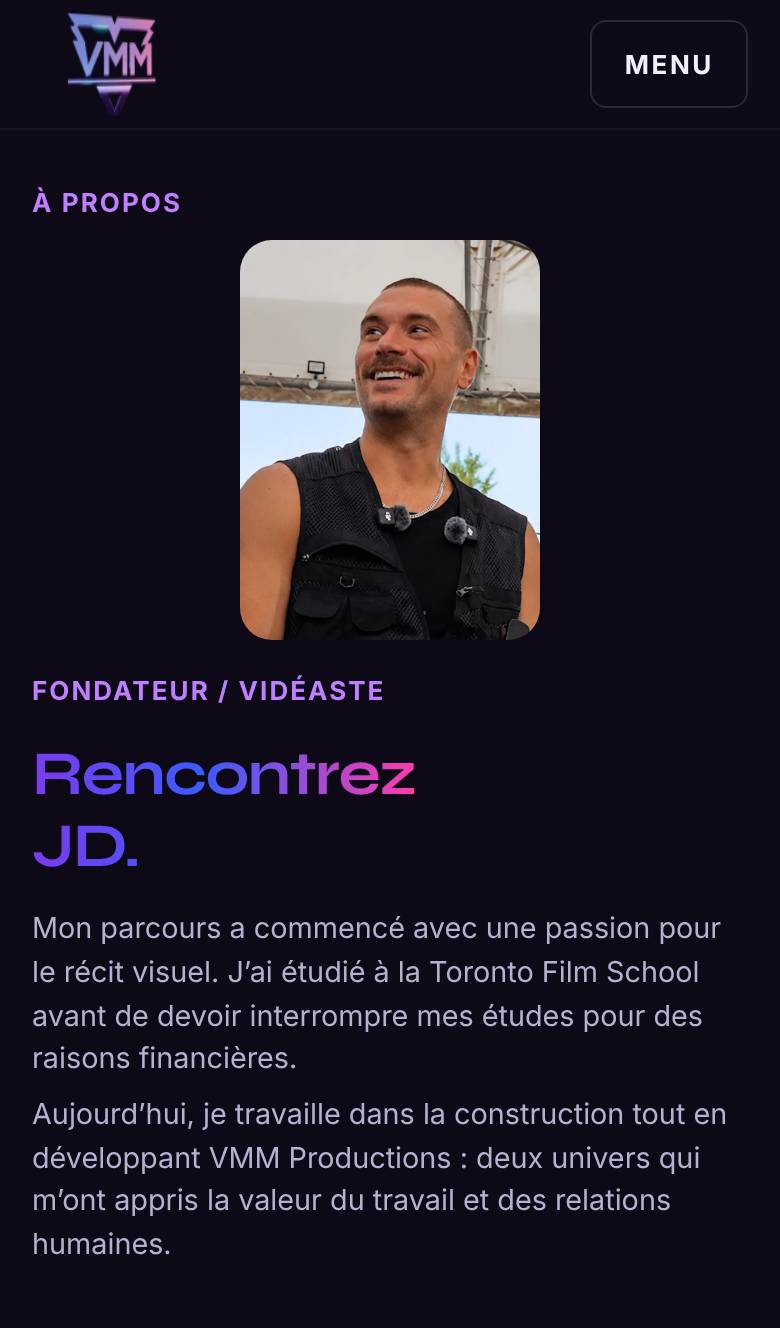 VMM
MENU
À PROPOS
FONDATEUR / VIDÉASTE
Rencontrez
JD.
Mon parcours a commencé avec une passion pour
le récit visuel. J’ai étudié à la Toronto Film School
avant de devoir interrompre mes études pour des
raisons financières.
Aujourd’hui, je travaille dans la construction tout en
développant VMM Productions : deux univers qui
m’ont appris la valeur du travail et des relations
humaines.